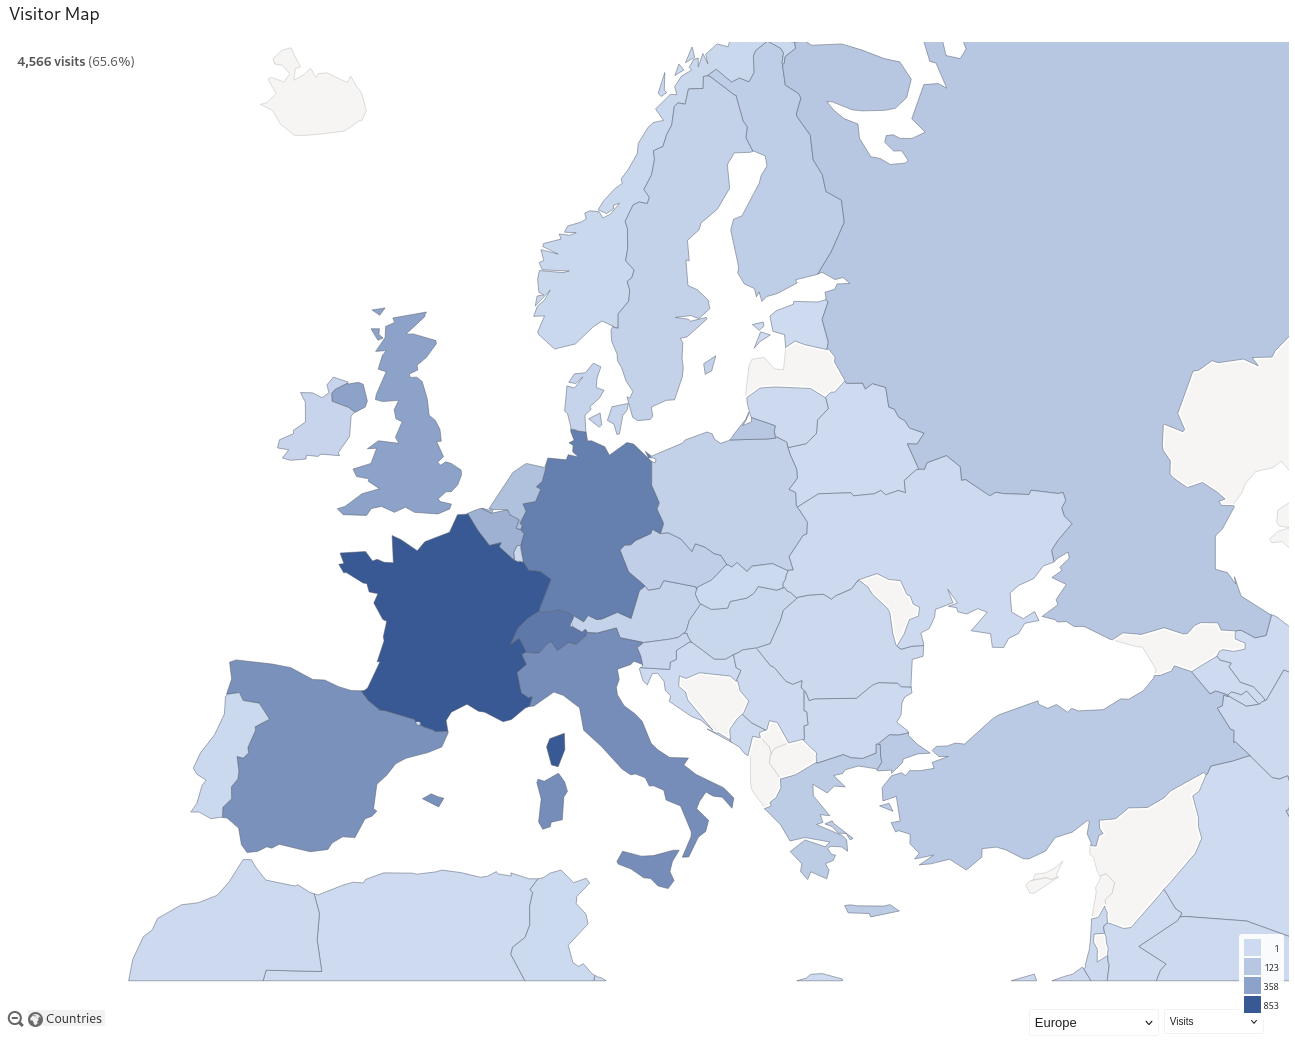 Visitor Map
4,566 visits (65.6%)
1
123
358
853
Countries
Europe
Visits